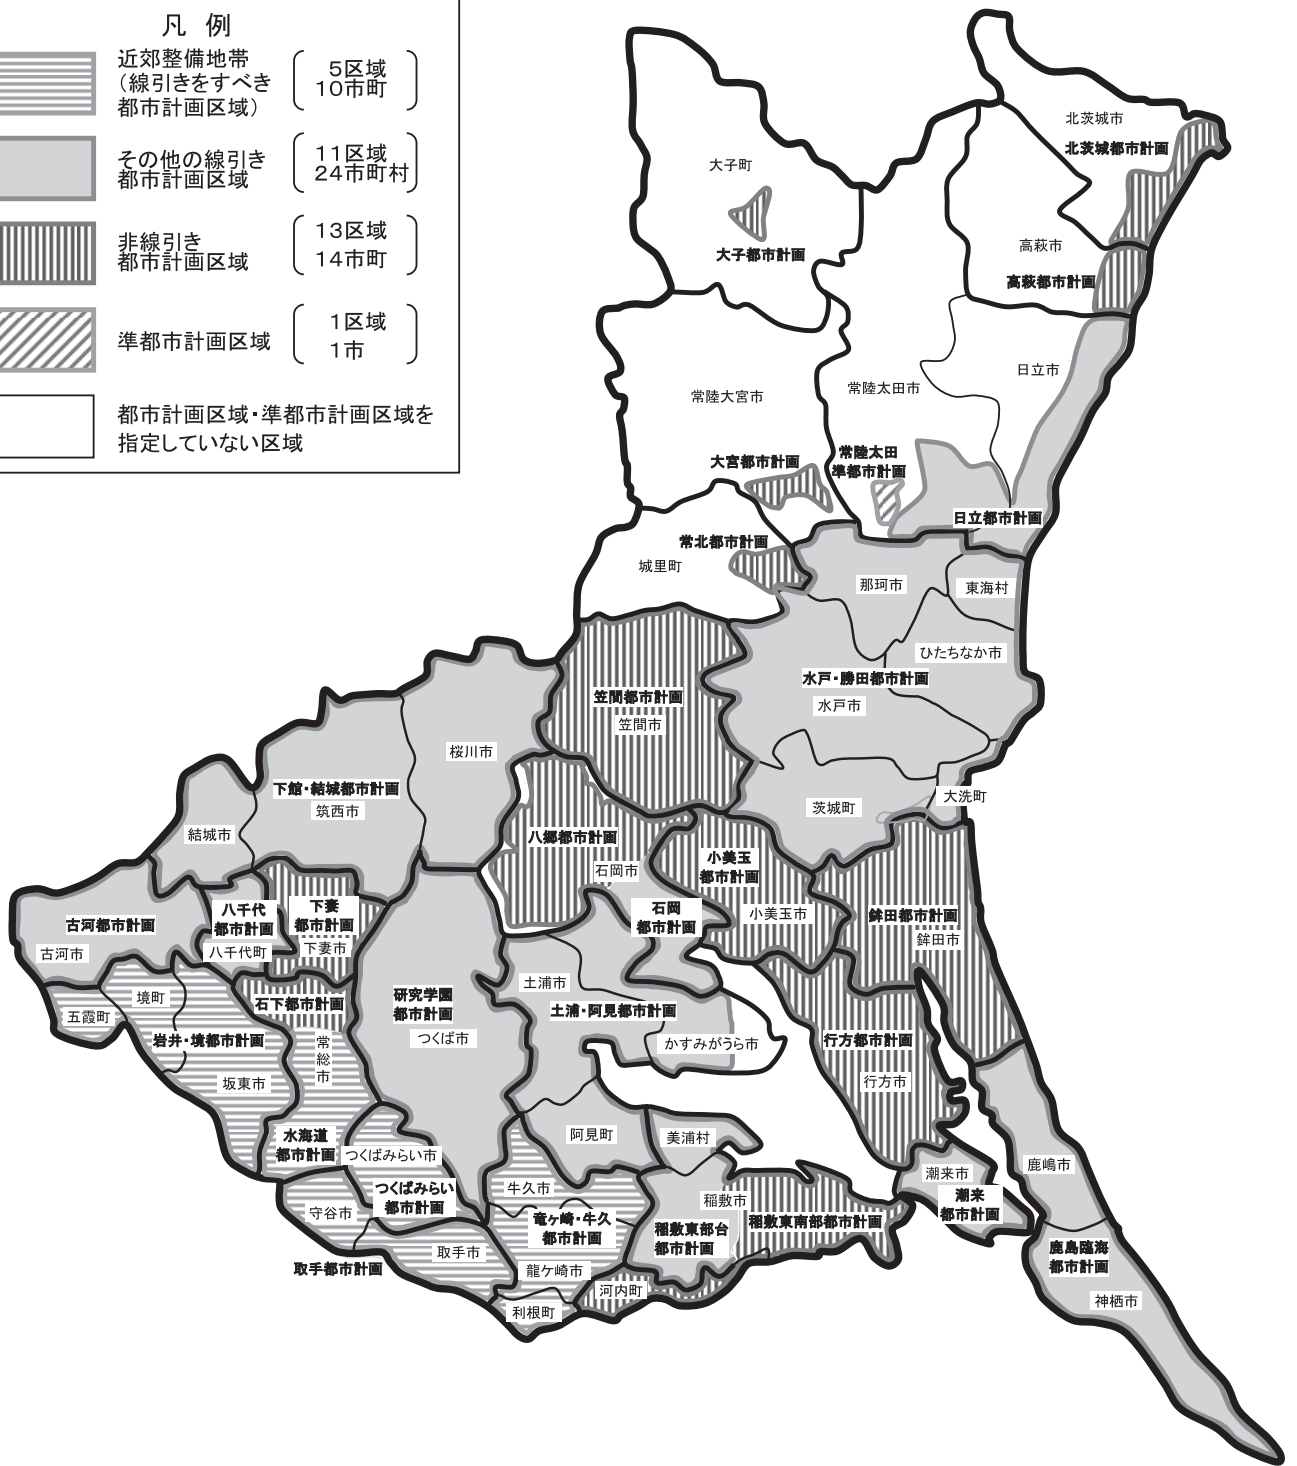 凡 例
近郊整備地帯
（線引きをすべき
都市計画区域）
5区域
10市町
その他の線引き
都市計画区域
11区域
24市町村
非線引き
都市計画区域
13区域
14市町
準都市計画区域
1区域
1市
都市計画区域・準都市計画区域を
指定していない区域
北茨城市
北茨城都市計画
大子町
大子都市計画
高萩市
高萩都市計画
日立市
常陸太田市
常陸大宮市
常陸太田
準都市計画
大宮都市計画
日立都市計画
常北都市計画
城里町
那珂市
東海村
ひたちなか市
水戸・勝田都市計画
水戸市
笠間都市計画
笠間市
桜川市
下館・結城都市計画
筑西市
結城市
茨城町
大洗町
八郷都市計画
石岡市
小美玉
都市計画
小美玉市
石岡
都市計画
鉾田都市計画
鉾田市
古河都市計画
古河市
八千代
都市計画
八千代町
下妻
都市計画
下妻市
石下都市計画
研究学園
都市計画
つくば市
土浦市
土浦・阿見都市計画
かすみがうら市
行方都市計画
行方市
五霞町
境町
岩井・境都市計画
坂東市
常総市
水海道
都市計画
つくばみらい市
つくばみらい
都市計画
守谷市
取手市
取手都市計画
阿見町
美浦村
牛久市
竜ヶ崎・牛久
都市計画
龍ケ崎市
利根町
河内町
稲敷市
稲敷東部台
都市計画
稲敷東南部都市計画
潮来市
潮来
都市計画
鹿嶋市
鹿島臨海
都市計画
神栖市